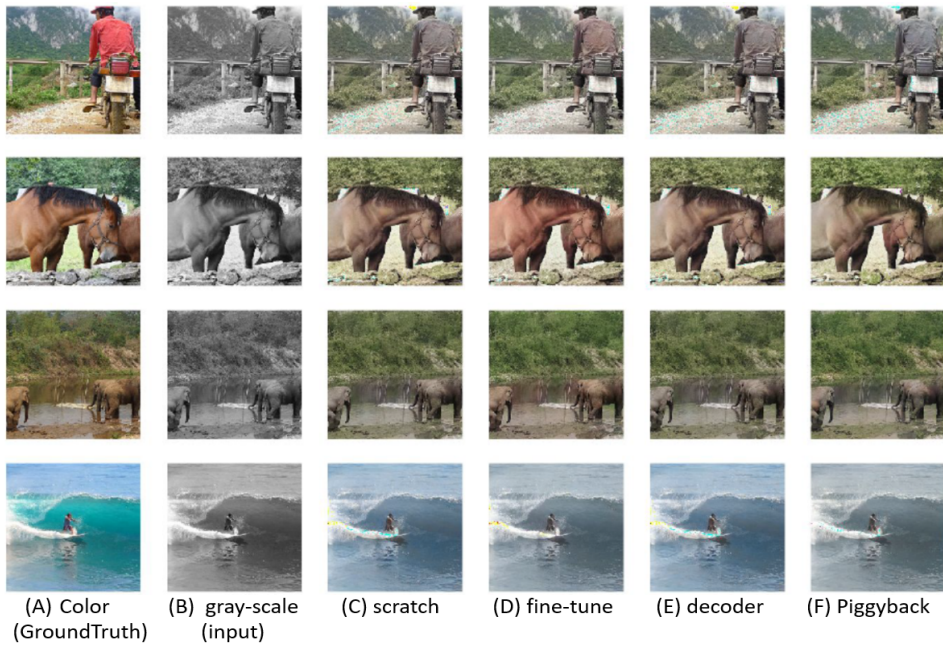 (A) Color (B) gray-scale (C) scratch (D) fine-tune (E) decoder (F) Piggyback
(GroundTruth) (input)